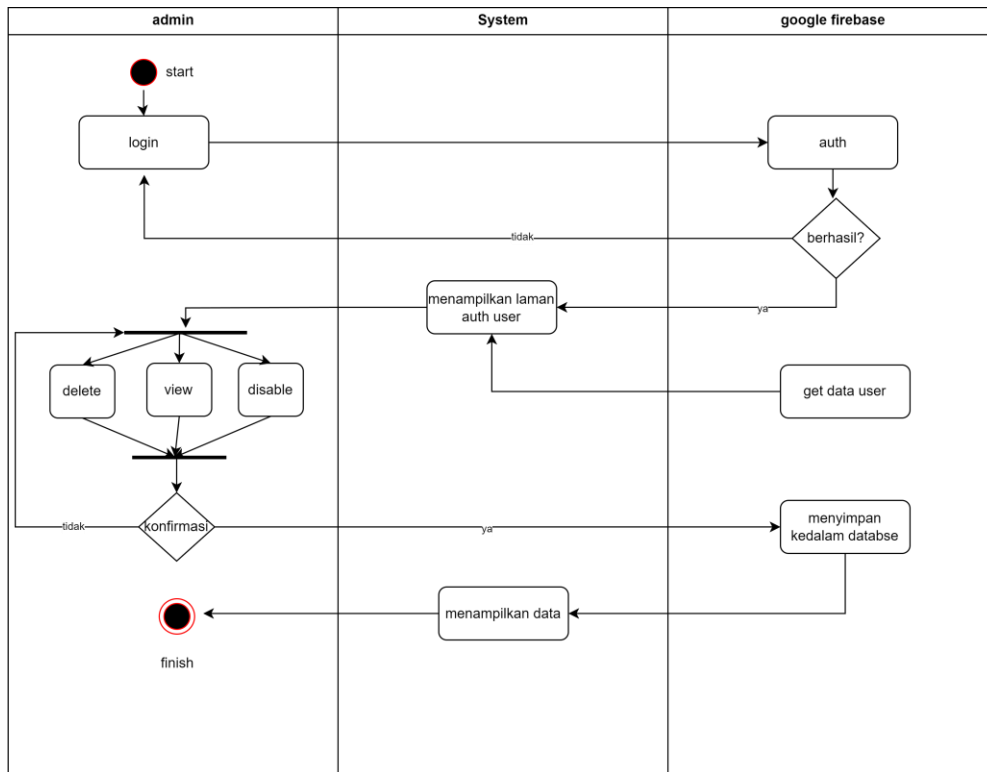 admin
System
google firebase
start
login
auth
berhasil?
tidak
menampilkan laman
auth user
ya
delete
view
disable
get data user
konfirmasi
tidak
ya
menyimpan
kedalam databse
menampilkan data
finish